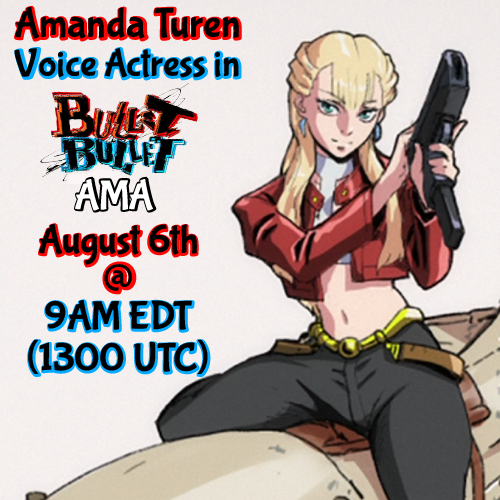 Amanda Turen
Voice Actress in
BULLET
BULLET
AMA
August 6th
@
9AM EDT
(1300 UTC)